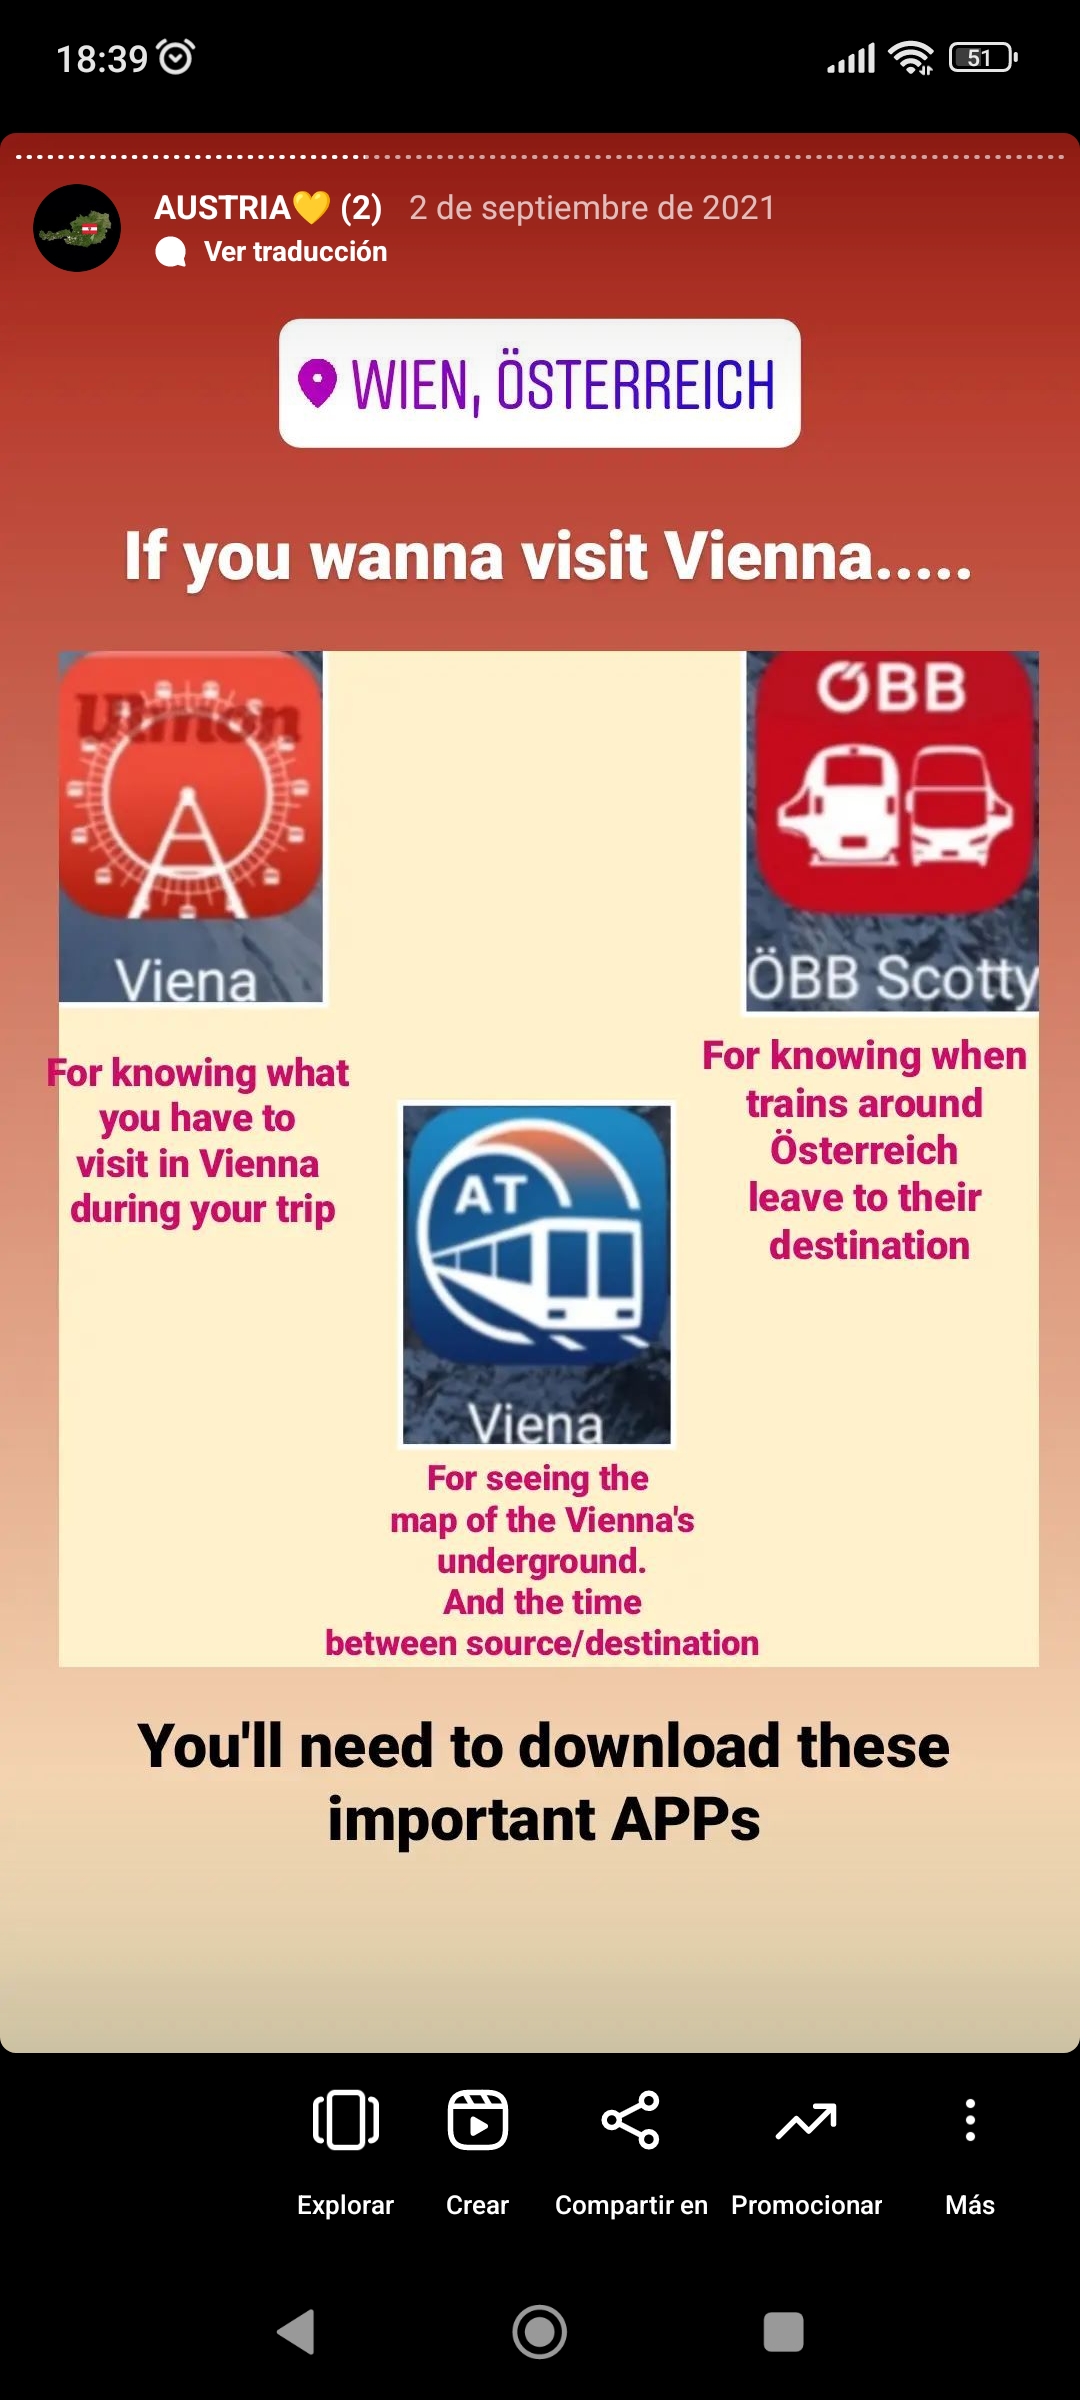 18:39
51
AUSTRIA💛 (2) 2 de septiembre de 2021
Ver traducción
WIEN, ÖSTERREICH
If you wanna visit Vienna.....
Ulmon
Viena
ÖBB
ÖBB Scotty
For knowing what
you have to
visit in Vienna
during your trip
For knowing when
trains around
Österreich
leave to their
destination
AT
Viena
For seeing the
map of the Vienna's
underground.
And the time
between source/destination
You'll need to download these
important APPs
Explorar
Crear
Compartir en
Promocionar
Más